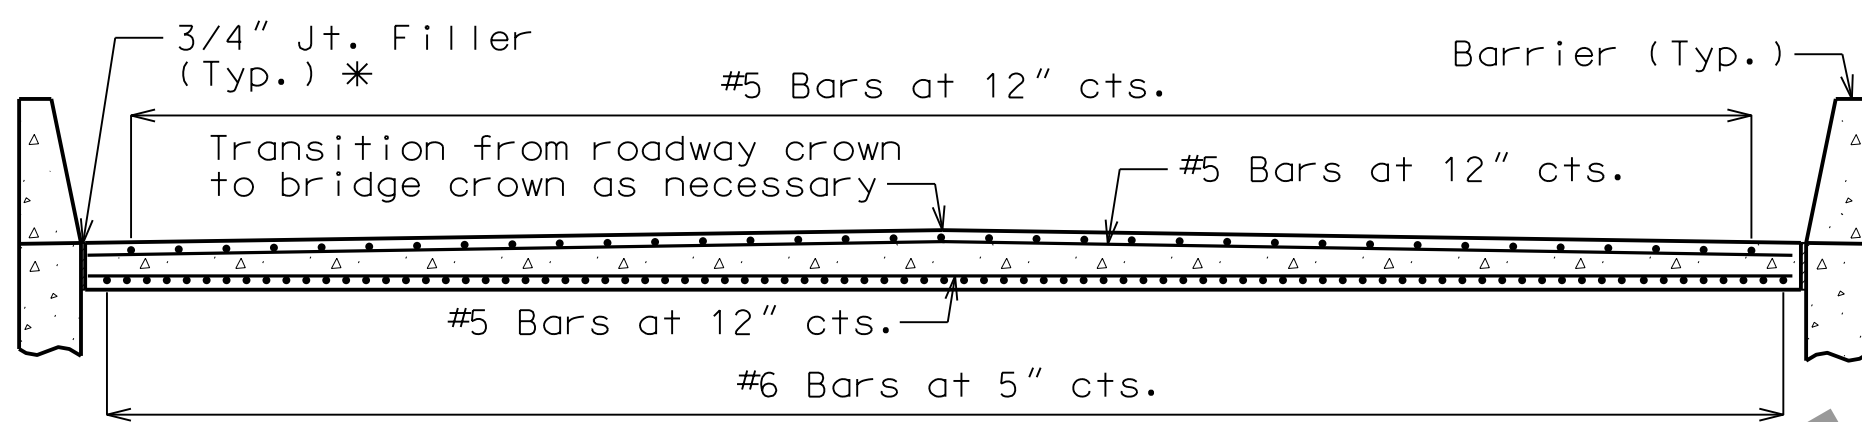 3/4" Jt. Filler
(Typ.) *
Barrier (Typ.)
#5 Bars at 12" cts.
Transition from roadway crown
to bridge crown as necessary
#5 Bars at 12" cts.
#5 Bars at 12" cts.
#6 Bars at 5" cts.